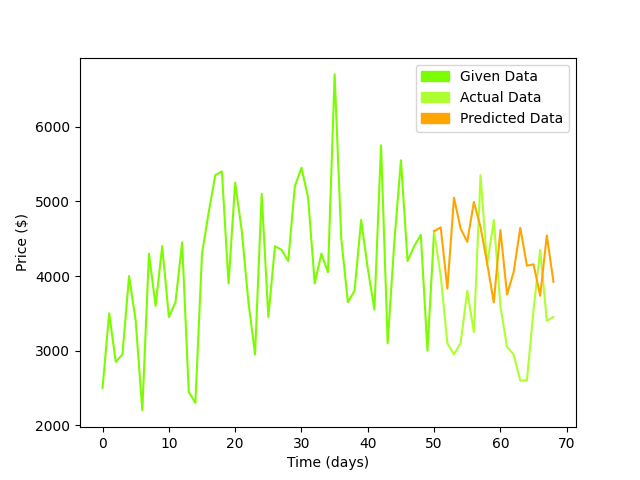 Given Data
Actual Data
Predicted Data
6000
5000
4000
3000
2000
Price ($)
0 10 20 30 40 50 60 70
Time (days)